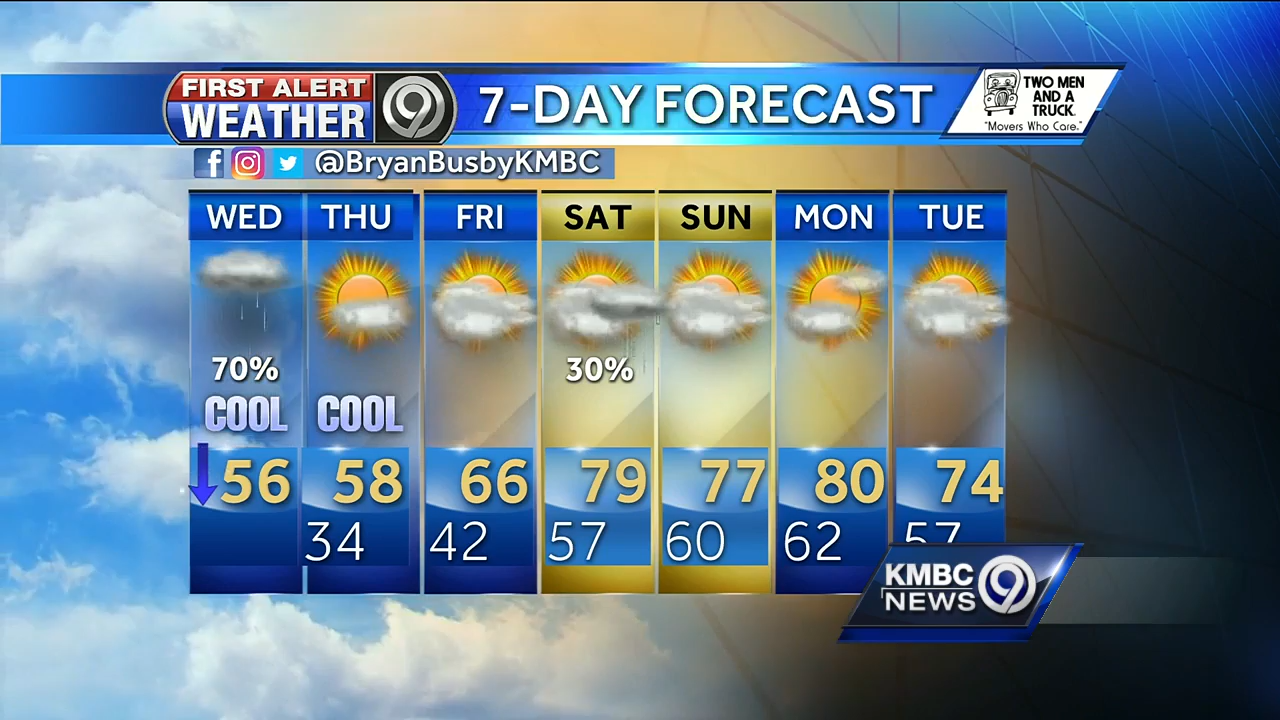 FIRST ALERT
WEATHER
9
7-DAY FORECAST
TWO MEN
AND A
TRUCK.
"Movers Who Care."
f @BryanBusbyKMBC
WED THU FRI SAT SUN MON TUE
70% 30%
COOL COOL
56 58 66 79 77 80 74
34 42 57 60 62 57
KMBC
NEWS
9